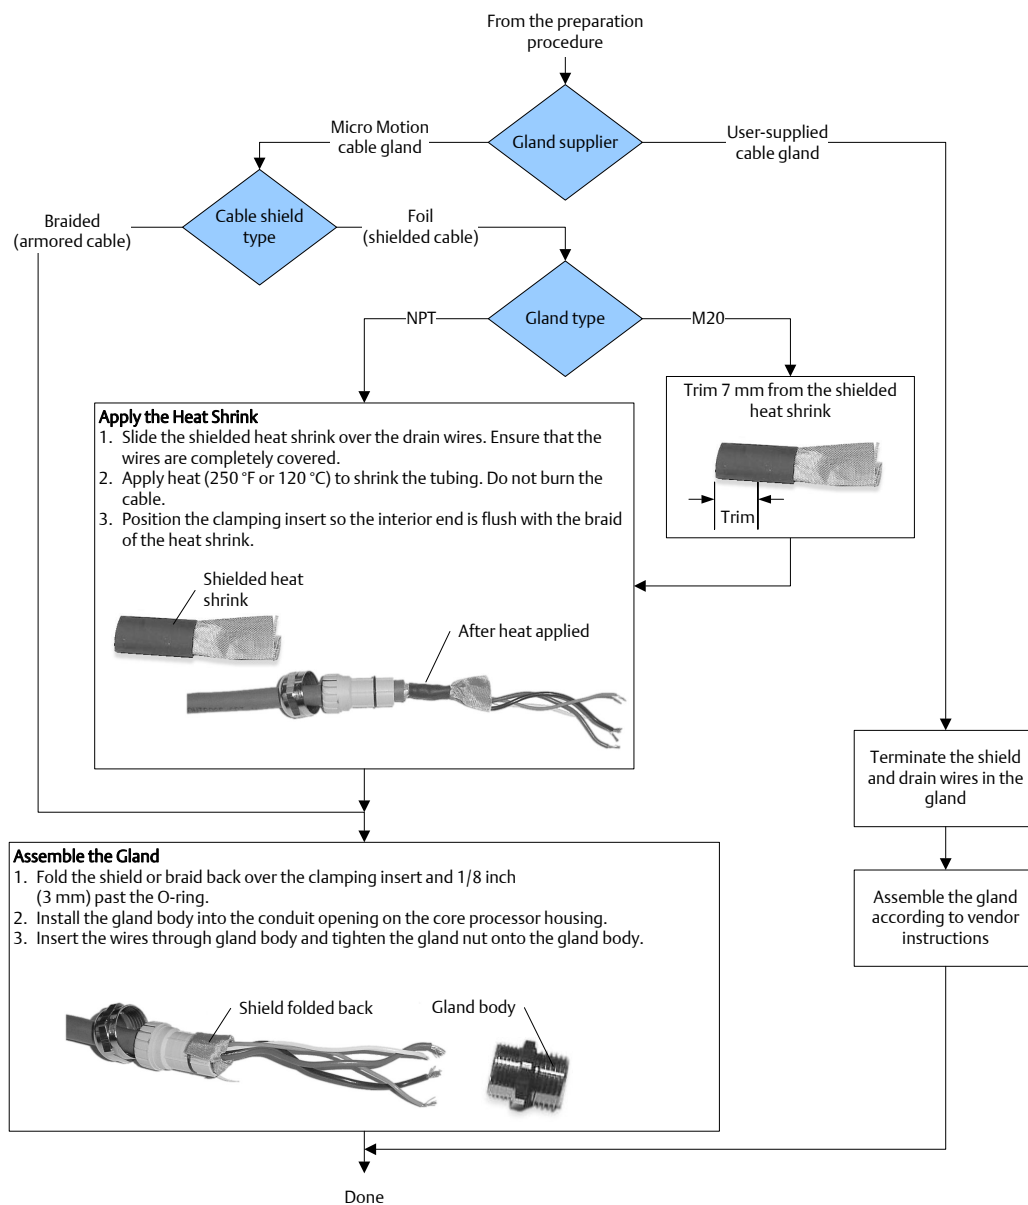 From the preparation
procedure
Gland supplier
Micro Motion
cable gland
User-supplied
cable gland
Cable shield
type
Braided
(armored cable)
Foil
(shielded cable)
Gland type
NPT
M20
Trim 7 mm from the shielded
heat shrink
Trim
Apply the Heat Shrink
1. Slide the shielded heat shrink over the drain wires. Ensure that the
wires are completely covered.
2. Apply heat (250 °F or 120 °C) to shrink the tubing. Do not burn the
cable.
3. Position the clamping insert so the interior end is flush with the braid
of the heat shrink.
Shielded heat
shrink
After heat applied
Terminate the shield
and drain wires in the
gland
Assemble the gland
according to vendor
instructions
Assemble the Gland
1. Fold the shield or braid back over the clamping insert and 1/8 inch
(3 mm) past the O-ring.
2. Install the gland body into the conduit opening on the core processor housing.
3. Insert the wires through gland body and tighten the gland nut onto the gland body.
Shield folded back
Gland body
Done